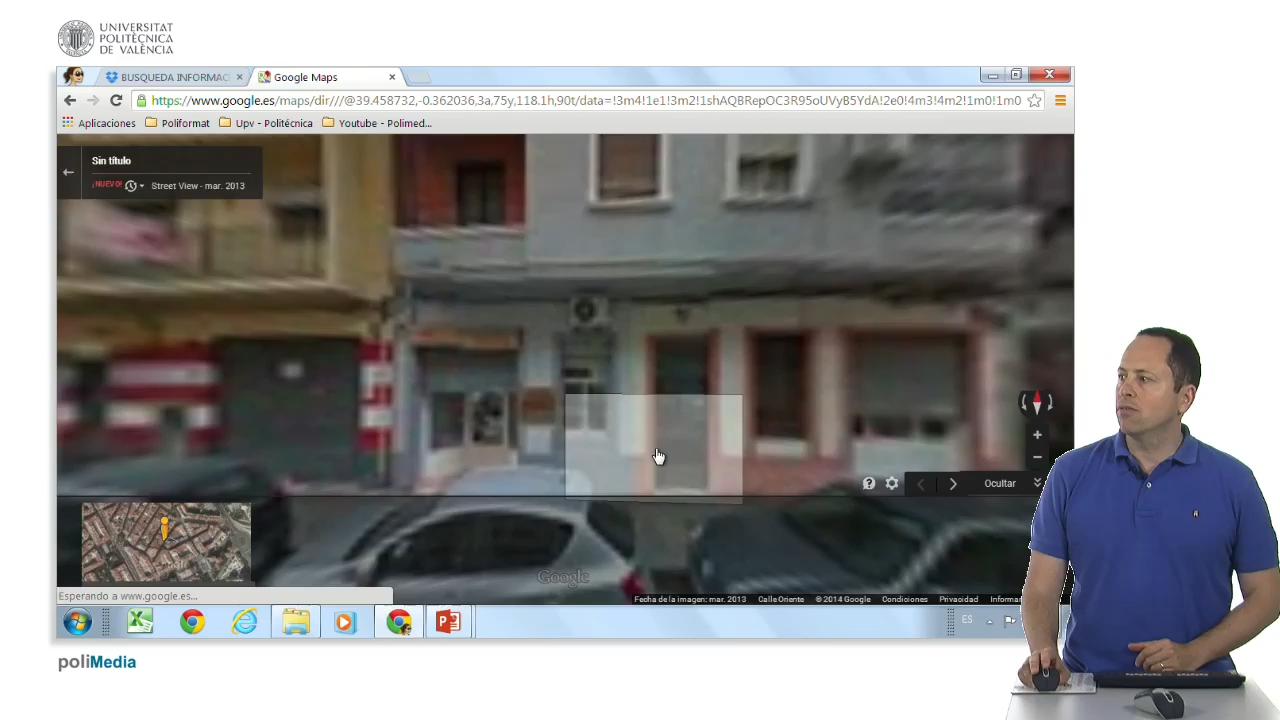 UNIVERSITAT
POLITÈCNICA
DE VALÈNCIA
BUSQUEDA INFORMAC
Google Maps
https://www.google.es/maps/dir///@39.458732,-0.362036,3a,75y,118.1h,90t/data=!3m4!1e1!3m2!1shAQBRepOC3R95oUVyB5YdA!2e0!4m3!4m2!1m0!1m0
Aplicaciones
Poliformat
Upv - Politécnica
Youtube - Polimed...
Sin título
¡NUEVO!
Street View - mar. 2013
Ocultar
Google
Esperando a www.google.es...
Fecha de la imagen: mar. 2013
Calle Oriente
© 2014 Google
Condiciones
Privacidad
Informar
ES
poliMedia